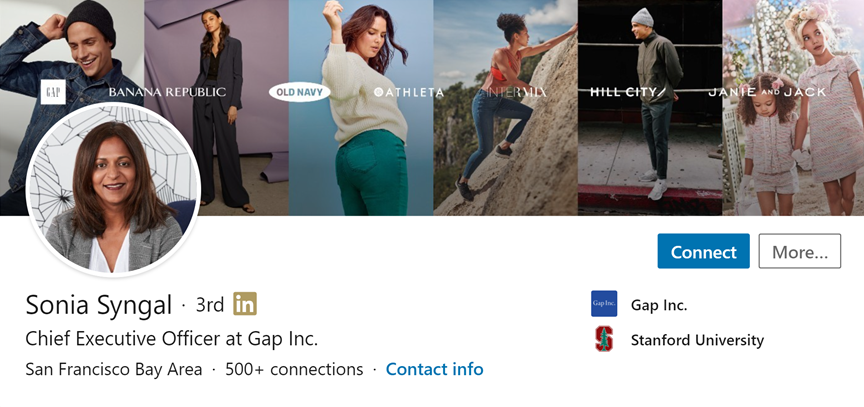 GAP BANANA REPUBLIC OLD NAVY ATHLETA INTERMIX HILL CITY JANIE AND JACK
Connect More...
Sonia Syngal · 3rd in
Gap Inc. Gap Inc.
Chief Executive Officer at Gap Inc.
Stanford University
San Francisco Bay Area · 500+ connections · Contact info